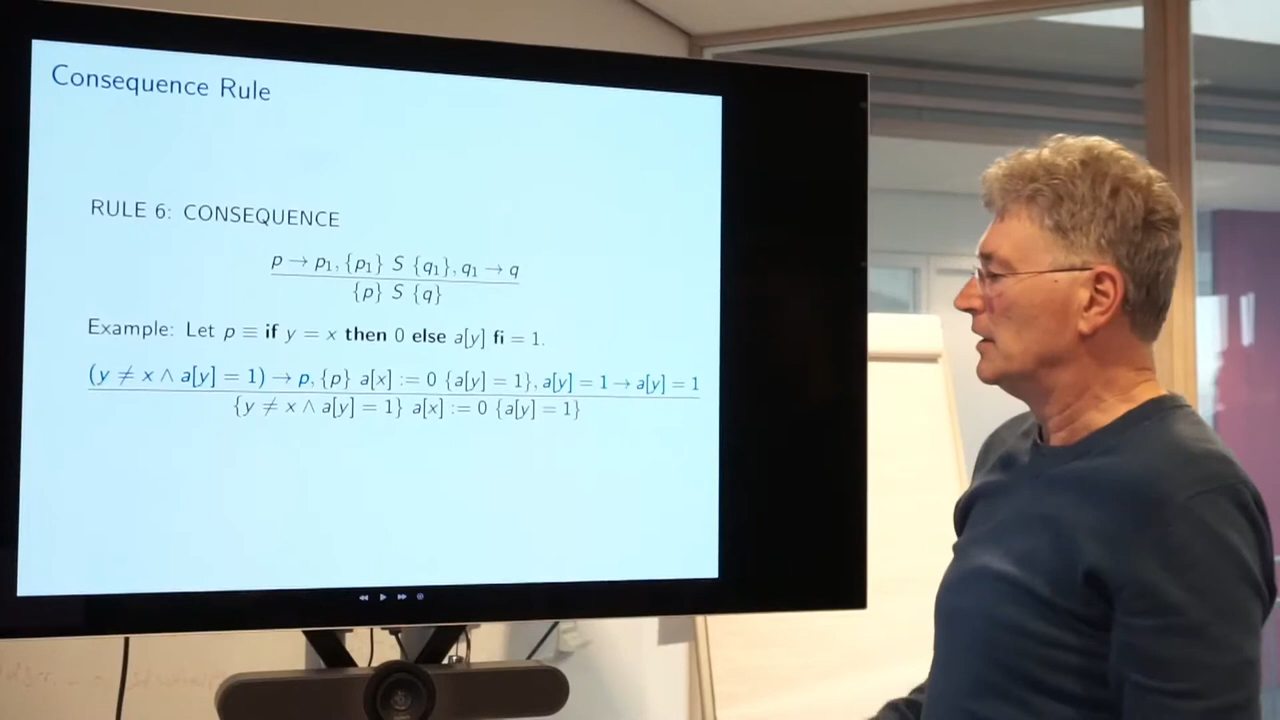 Consequence Rule
RULE 6: CONSEQUENCE
p → p₁, {p₁} S {q₁}, q₁ → q
{p} S {q}
Example: Let p ≡ if y = x then 0 else a[y] fi = 1.
(y ≠ x ∧ a[y] = 1) → p, {p} a[x] := 0 {a[y] = 1}, a[y] = 1 → a[y] = 1
{y ≠ x ∧ a[y] = 1} a[x] := 0 {a[y] = 1}